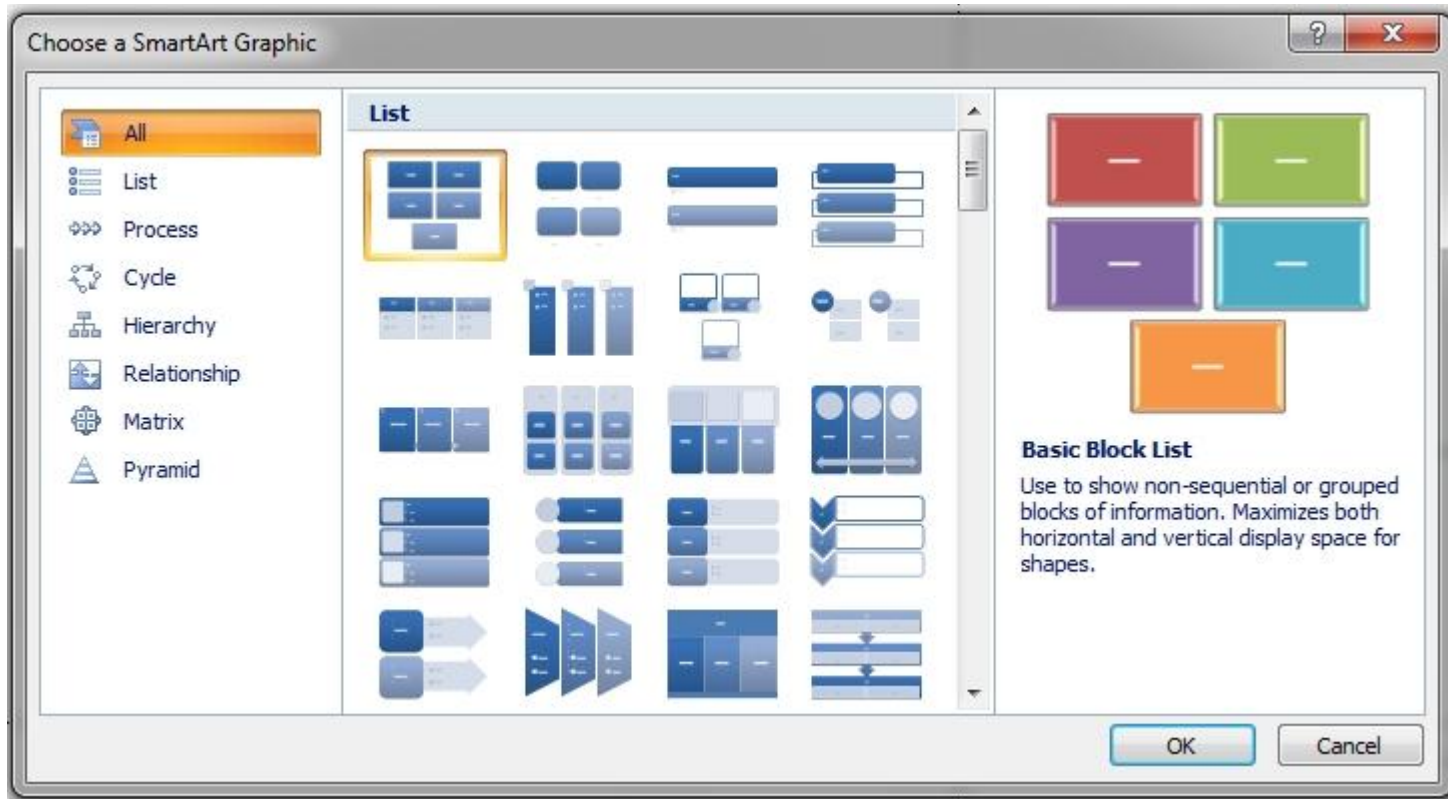 Choose a SmartArt Graphic
All
List
Process
Cycle
Hierarchy
Relationship
Matrix
Pyramid
List
Basic Block List
Use to show non-sequential or grouped
blocks of information. Maximizes both
horizontal and vertical display space for
shapes.
OK
Cancel